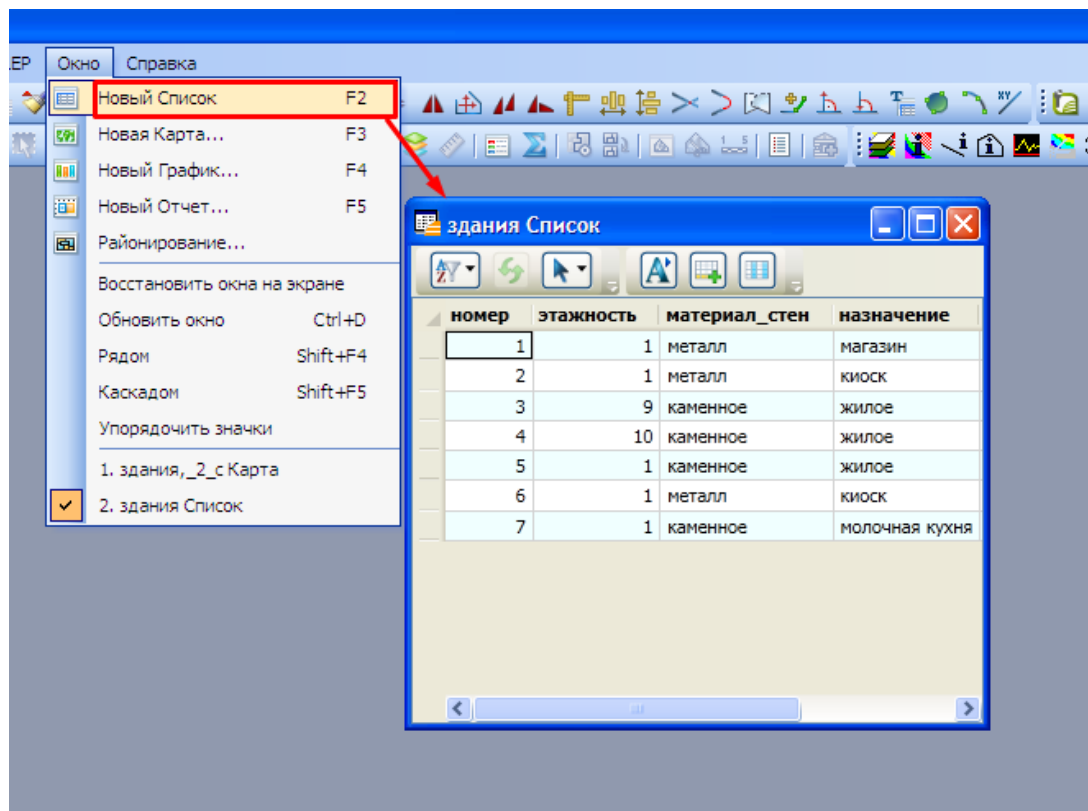 ЕР Окно Справка
Новый Список F2
Новая Карта... F3
Новый График... F4
Новый Отчет... F5
Районирование...
Восстановить окна на экране
Обновить окно Ctrl+D
Рядом Shift+F4
Каскадом Shift+F5
Упорядочить значки
1. здания,_2_с Карта
2. здания Список
здания Список
номер этажность материал_стен назначение
1 1 металл магазин
2 1 металл киоск
3 9 каменное жилое
4 10 каменное жилое
5 1 каменное жилое
6 1 металл киоск
7 1 каменное молочная кухня